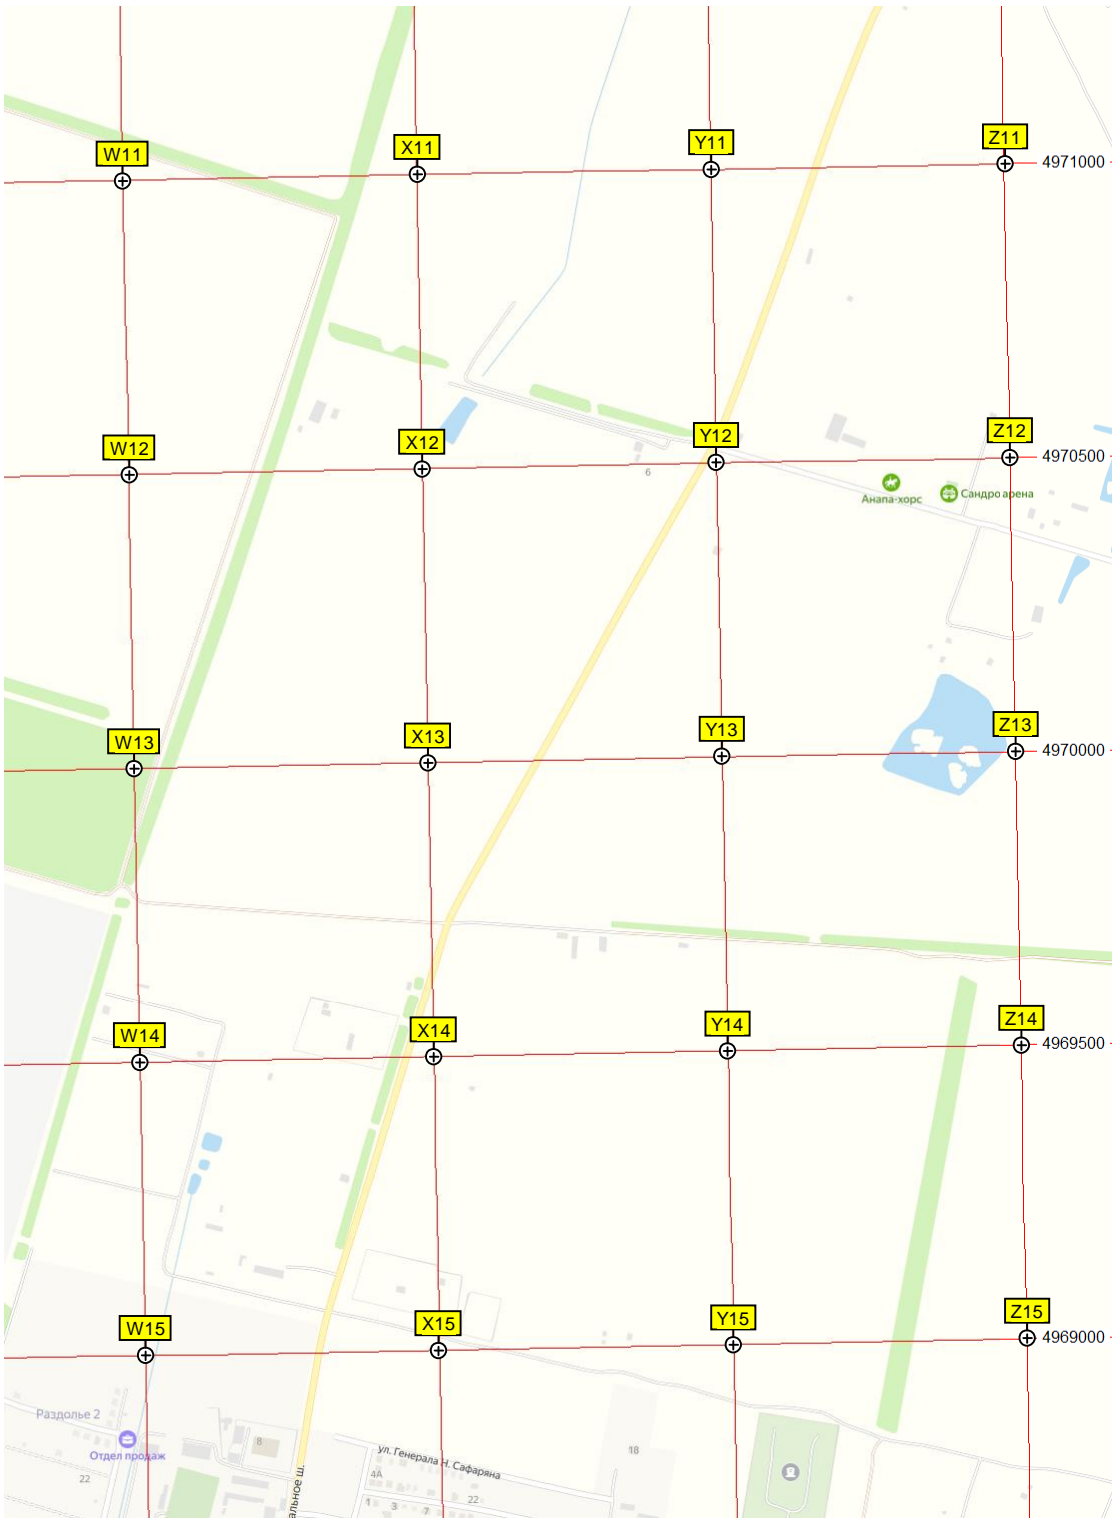 W11
X11
Y11
Z11
4971000
W12
X12
Y12
Z12
4970500
6
Анапа-хорс
Сандро арена
W13
X13
Y13
Z13
4970000
W14
X14
Y14
Z14
4969500
W15
X15
Y15
Z15
4969000
Раздолье 2
Отдел продаж
22
8
ул. Генерала Н. Сафаряна
4А
1
3
7
22
18
альное ш.